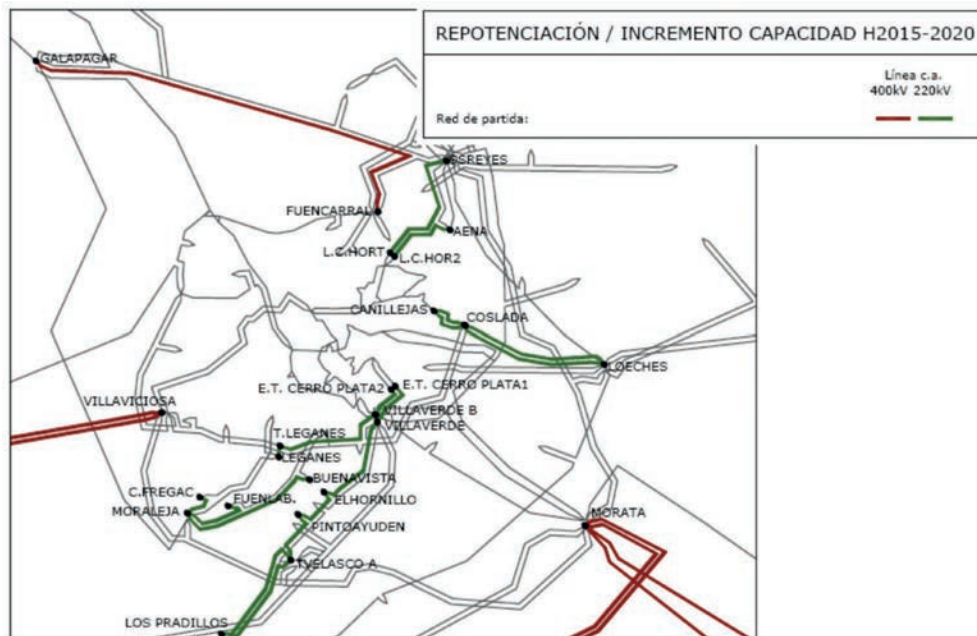 REPOTENCIACIÓN / INCREMENTO CAPACIDAD H2015-2020
Línea c.a.
400kV 220kV
Red de partida:
GALAPAGAR
SSREYES
FUENCARRAL
AENA
L.C.HORT
L.C.HOR2
CAÑILLEJAS
COSLADA
LOECHES
E.T. CERRO PLATA2
E.T. CERRO PLATA1
VILLAVICIOSA
VILLAVERDE B
VILLAVERDE
T.LEGANES
LEGANES
BUENAVISTA
C.FREGAC
FUENLAB.
ELHORNILLO
MORALEJA
PINTOAYUDEN
MORATA
T.VELASCO A
LOS PRADILLOS